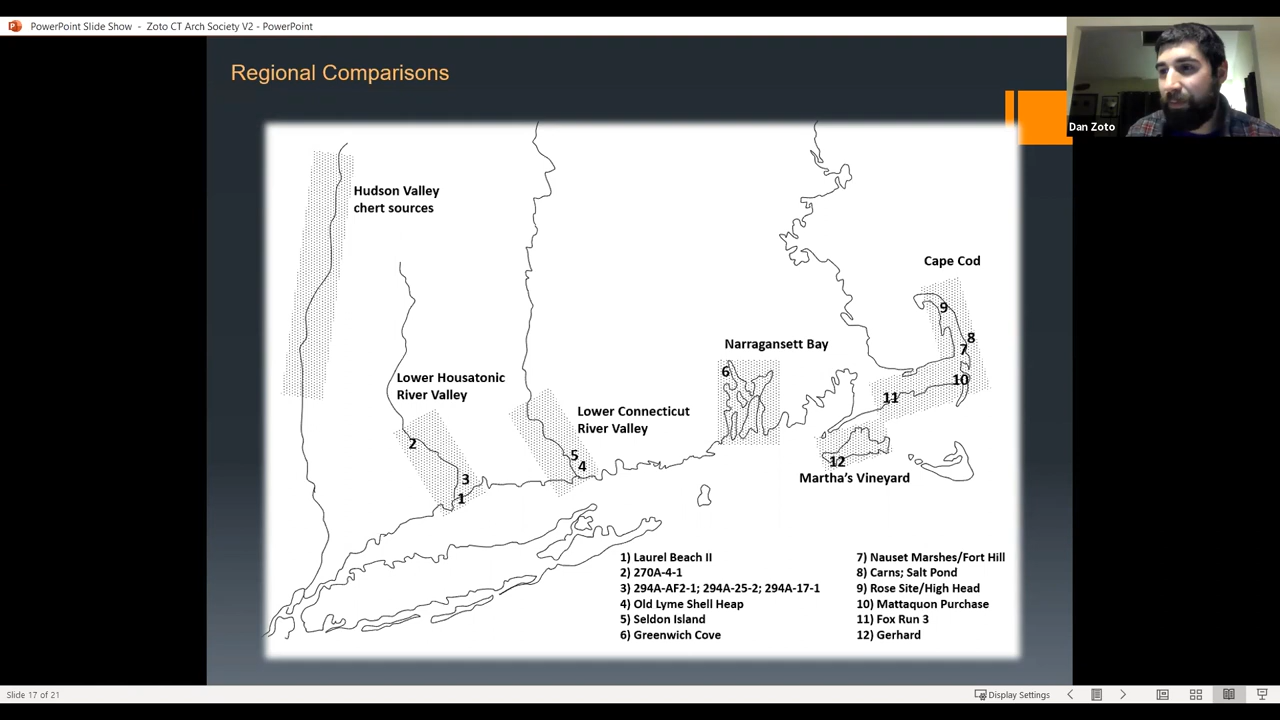 PowerPoint Slide Show - Zoto CT Arch Society V2 - PowerPoint
Dan Zoto
Regional Comparisons
Hudson Valley
chert sources
Cape Cod
9
8
7
10
11
Narragansett Bay
6
Lower Housatonic
River Valley
2
3
1
Lower Connecticut
River Valley
5
4
12
Martha's Vineyard
1) Laurel Beach II
2) 270A-4-1
3) 294A-AF2-1; 294A-25-2; 294A-17-1
4) Old Lyme Shell Heap
5) Seldon Island
6) Greenwich Cove
7) Nauset Marshes/Fort Hill
8) Carns; Salt Pond
9) Rose Site/High Head
10) Mattaquon Purchase
11) Fox Run 3
12) Gerhard
Slide 17 of 21
Display Settings